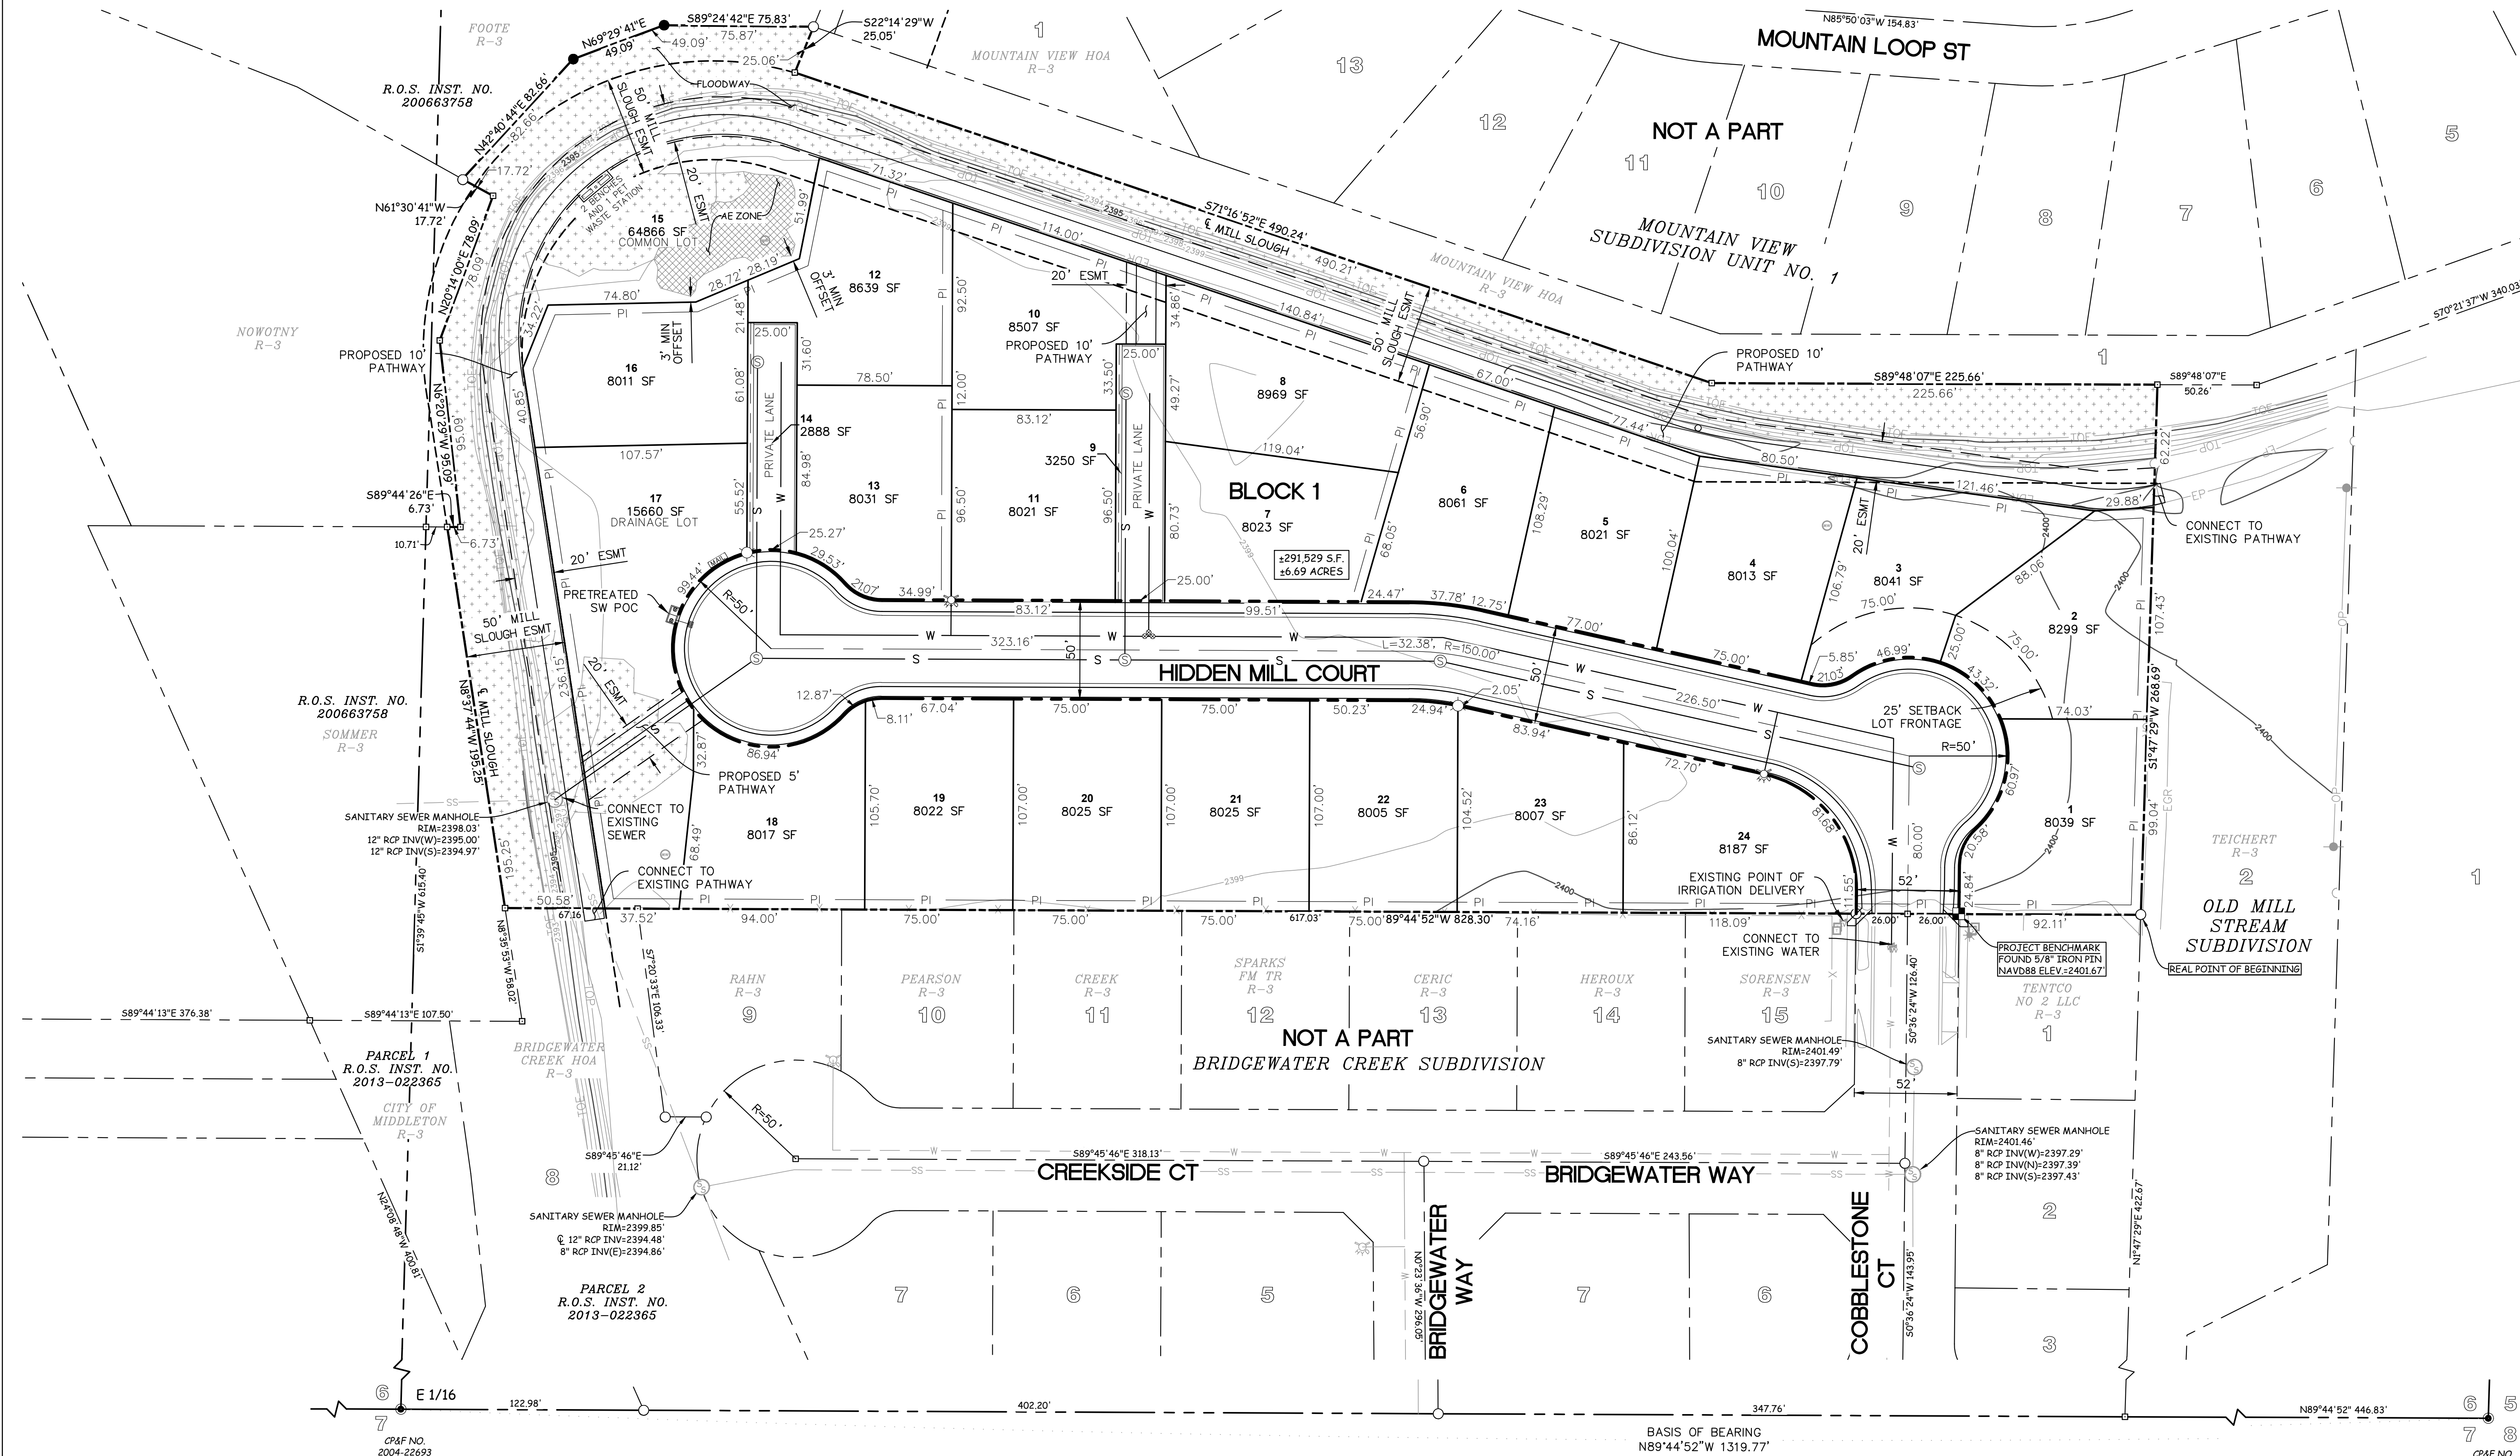 FOOTE
R-3
R.O.S. INST. NO.
200663758
N69°29'41"E
49.09'
49.09'
S89°24'42"E 75.83'
75.87'
S22°14'29"W
25.05'
25.06'
FLOODWAY
N42°40'44"E 82.66'
82.66'
50' MILL
SLOUGH ESMT
20' ESMT
1
MOUNTAIN VIEW HOA
R-3
13
12
N85°50'03"W 154.83'
MOUNTAIN LOOP ST
NOT A PART
11
10
9
8
7
6
5
MOUNTAIN VIEW
SUBDIVISION UNIT NO. 1
MOUNTAIN VIEW HOA
R-3
1
S70°21'37"W 340.03'
17.72'
N61°30'41"W
17.72'
N20°14'00"E 78.09'
78.09'
2 BENCHES
AND 1 PET
WASTE STATION
15
64866 SF
COMMON LOT
AE ZONE
51.99'
71.32'
114.00'
S71°16'52"E 490.24'
℄ MILL SLOUGH
490.21'
140.84'
50' MILL
SLOUGH ESMT
67.00'
77.44'
80.50'
121.46'
29.88'
PROPOSED 10'
PATHWAY
S89°48'07"E 225.66'
225.66'
S89°48'07"E
50.26'
62.22'
CONNECT TO
EXISTING PATHWAY
NOWOTNY
R-3
PROPOSED 10'
PATHWAY
34.22'
74.80'
28.72'
28.19'
3' MIN
OFFSET
3' MIN
OFFSET
12
8639 SF
92.50'
20' ESMT
10
8507 SF
PROPOSED 10'
PATHWAY
34.86'
16
8011 SF
21.48'
25.00'
61.08'
31.60'
78.50'
12.00'
83.12'
33.50'
25.00'
49.27'
8
8969 SF
119.04'
56.90'
PRIVATE LANE
14
2888 SF
9
3250 SF
PRIVATE LANE
N6°20'29"W 95.09'
95.09'
40.85'
107.57'
S89°44'26"E
6.73'
10.71'
6.73'
17
15660 SF
DRAINAGE LOT
55.52'
84.98'
13
8031 SF
96.50'
11
8021 SF
96.50'
80.73'
BLOCK 1
7
8023 SF
±291,529 S.F.
±6.69 ACRES
68.05'
6
8061 SF
108.29'
5
8021 SF
100.04'
4
8013 SF
106.79'
20' ESMT
3
8041 SF
75.00'
88.06'
75.00'
25.00'
2
8299 SF
107.43'
20' ESMT
PRETREATED
SW POC
99.44'
(MAIL)
25.27'
29.53'
21.07'
34.99'
83.12'
25.00'
99.51'
24.47'
37.78'
12.75'
77.00'
75.00'
5.85'
21.03'
46.99'
43.32'
R=50'
323.16'
50'
L=32.38', R=150.00'
50'
226.50'
HIDDEN MILL COURT
25' SETBACK
LOT FRONTAGE
74.03'
R=50'
S1°47'29"W 268.69'
50' MILL
SLOUGH ESMT
236.15'
20' ESMT
℄ MILL SLOUGH
N8°37'44"W 195.25'
195.25'
R.O.S. INST. NO.
200663758
SOMMER
R-3
12.87'
8.11'
67.04'
75.00'
75.00'
50.23'
24.94'
2.05'
83.94'
72.70'
86.94'
32.87'
PROPOSED 5'
PATHWAY
CONNECT TO
EXISTING
SEWER
SANITARY SEWER MANHOLE
RIM=2398.03'
12" RCP INV(W)=2395.00'
12" RCP INV(S)=2394.97'
S1°39'45"W 615.40'
CONNECT TO
EXISTING PATHWAY
68.49'
18
8017 SF
105.70'
19
8022 SF
107.00'
20
8025 SF
107.00'
21
8025 SF
107.00'
22
8005 SF
104.52'
23
8007 SF
86.12'
24
8187 SF
81.68'
80.00'
60.97'
20.58'
1
8039 SF
99.04'
EXISTING POINT OF
IRRIGATION DELIVERY
11.55'
52'
24.84'
TEICHERT
R-3
2
OLD MILL
STREAM
SUBDIVISION
1
50.58'
67.16
37.52'
94.00'
75.00'
75.00'
75.00'
617.03'
75.00'
89°44'52"W 828.30'
74.16'
118.09'
26.00'
26.00'
92.11'
CONNECT TO
EXISTING WATER
PROJECT BENCHMARK
FOUND 5/8" IRON PIN
NAVD88 ELEV.=2401.67'
REAL POINT OF BEGINNING
N8°35'53"W 58.02'
S7°20'33"E 106.33'
RAHN
R-3
9
PEARSON
R-3
10
CREEK
R-3
11
SPARKS
FM TR
R-3
12
CERIC
R-3
13
HEROUX
R-3
14
SORENSEN
R-3
15
TENTCO
NO 2 LLC
R-3
1
S0°36'24"W 126.40'
S89°44'13"E 376.38'
S89°44'13"E 107.50'
NOT A PART
BRIDGEWATER CREEK SUBDIVISION
SANITARY SEWER MANHOLE
RIM=2401.49'
8" RCP INV(S)=2397.79'
52'
PARCEL 1
R.O.S. INST. NO.
2013-022365
CITY OF
MIDDLETON
R-3
BRIDGEWATER
CREEK HOA
R-3
R=50'
S89°45'46"E
21.12'
8
S89°45'46"E 318.13'
CREEKSIDE CT
S89°45'46"E 243.56'
BRIDGEWATER WAY
SANITARY SEWER MANHOLE
RIM=2401.46'
8" RCP INV(W)=2397.29'
8" RCP INV(N)=2397.39'
8" RCP INV(S)=2397.43'
SANITARY SEWER MANHOLE
RIM=2399.85'
℄ 12" RCP INV=2394.48'
8" RCP INV(E)=2394.86'
N24°08'48"W 400.81'
PARCEL 2
R.O.S. INST. NO.
2013-022365
7
6
5
N0°23'36"W 296.05'
BRIDGEWATER
WAY
7
6
COBBLESTONE
CT
S0°36'24"W 143.95'
2
3
N1°47'29"E 422.67'
6
E 1/16
7
122.98'
402.20'
347.76'
N89°44'52" 446.83'
6 5
7 8
CP&F NO.
2004-22693
BASIS OF BEARING
N89°44'52"W 1319.77'
CP&F NO.